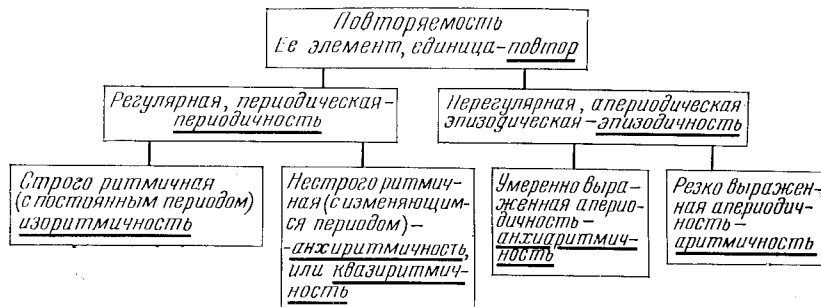 Повторяемость
Ее элемент, единица-повтор
Регулярная, периодическая-
периодичность
Нерегулярная, апериодическая
эпизодическая-эпизодичность
Строго ритмичная
(с постоянным периодом)
изоритмичность
Нестрого ритмич-
ная (с изменяющим-
ся периодом)-
-анхиритмичность,
или квазиритмич-
ность
Умеренно выра-
женная аперио-
дичность-
-анхиаритмич-
ность
Резко выражен-
ная апериодич-
ность-
аритмичность